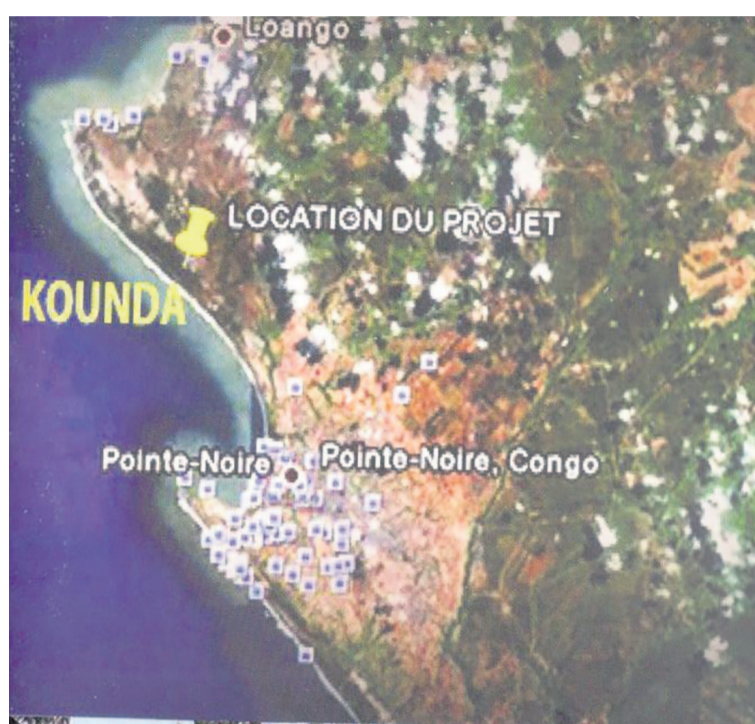 Loango
LOCATION DU PROJET
KOUNDA
Pointe-Noire
Pointe-Noire, Congo